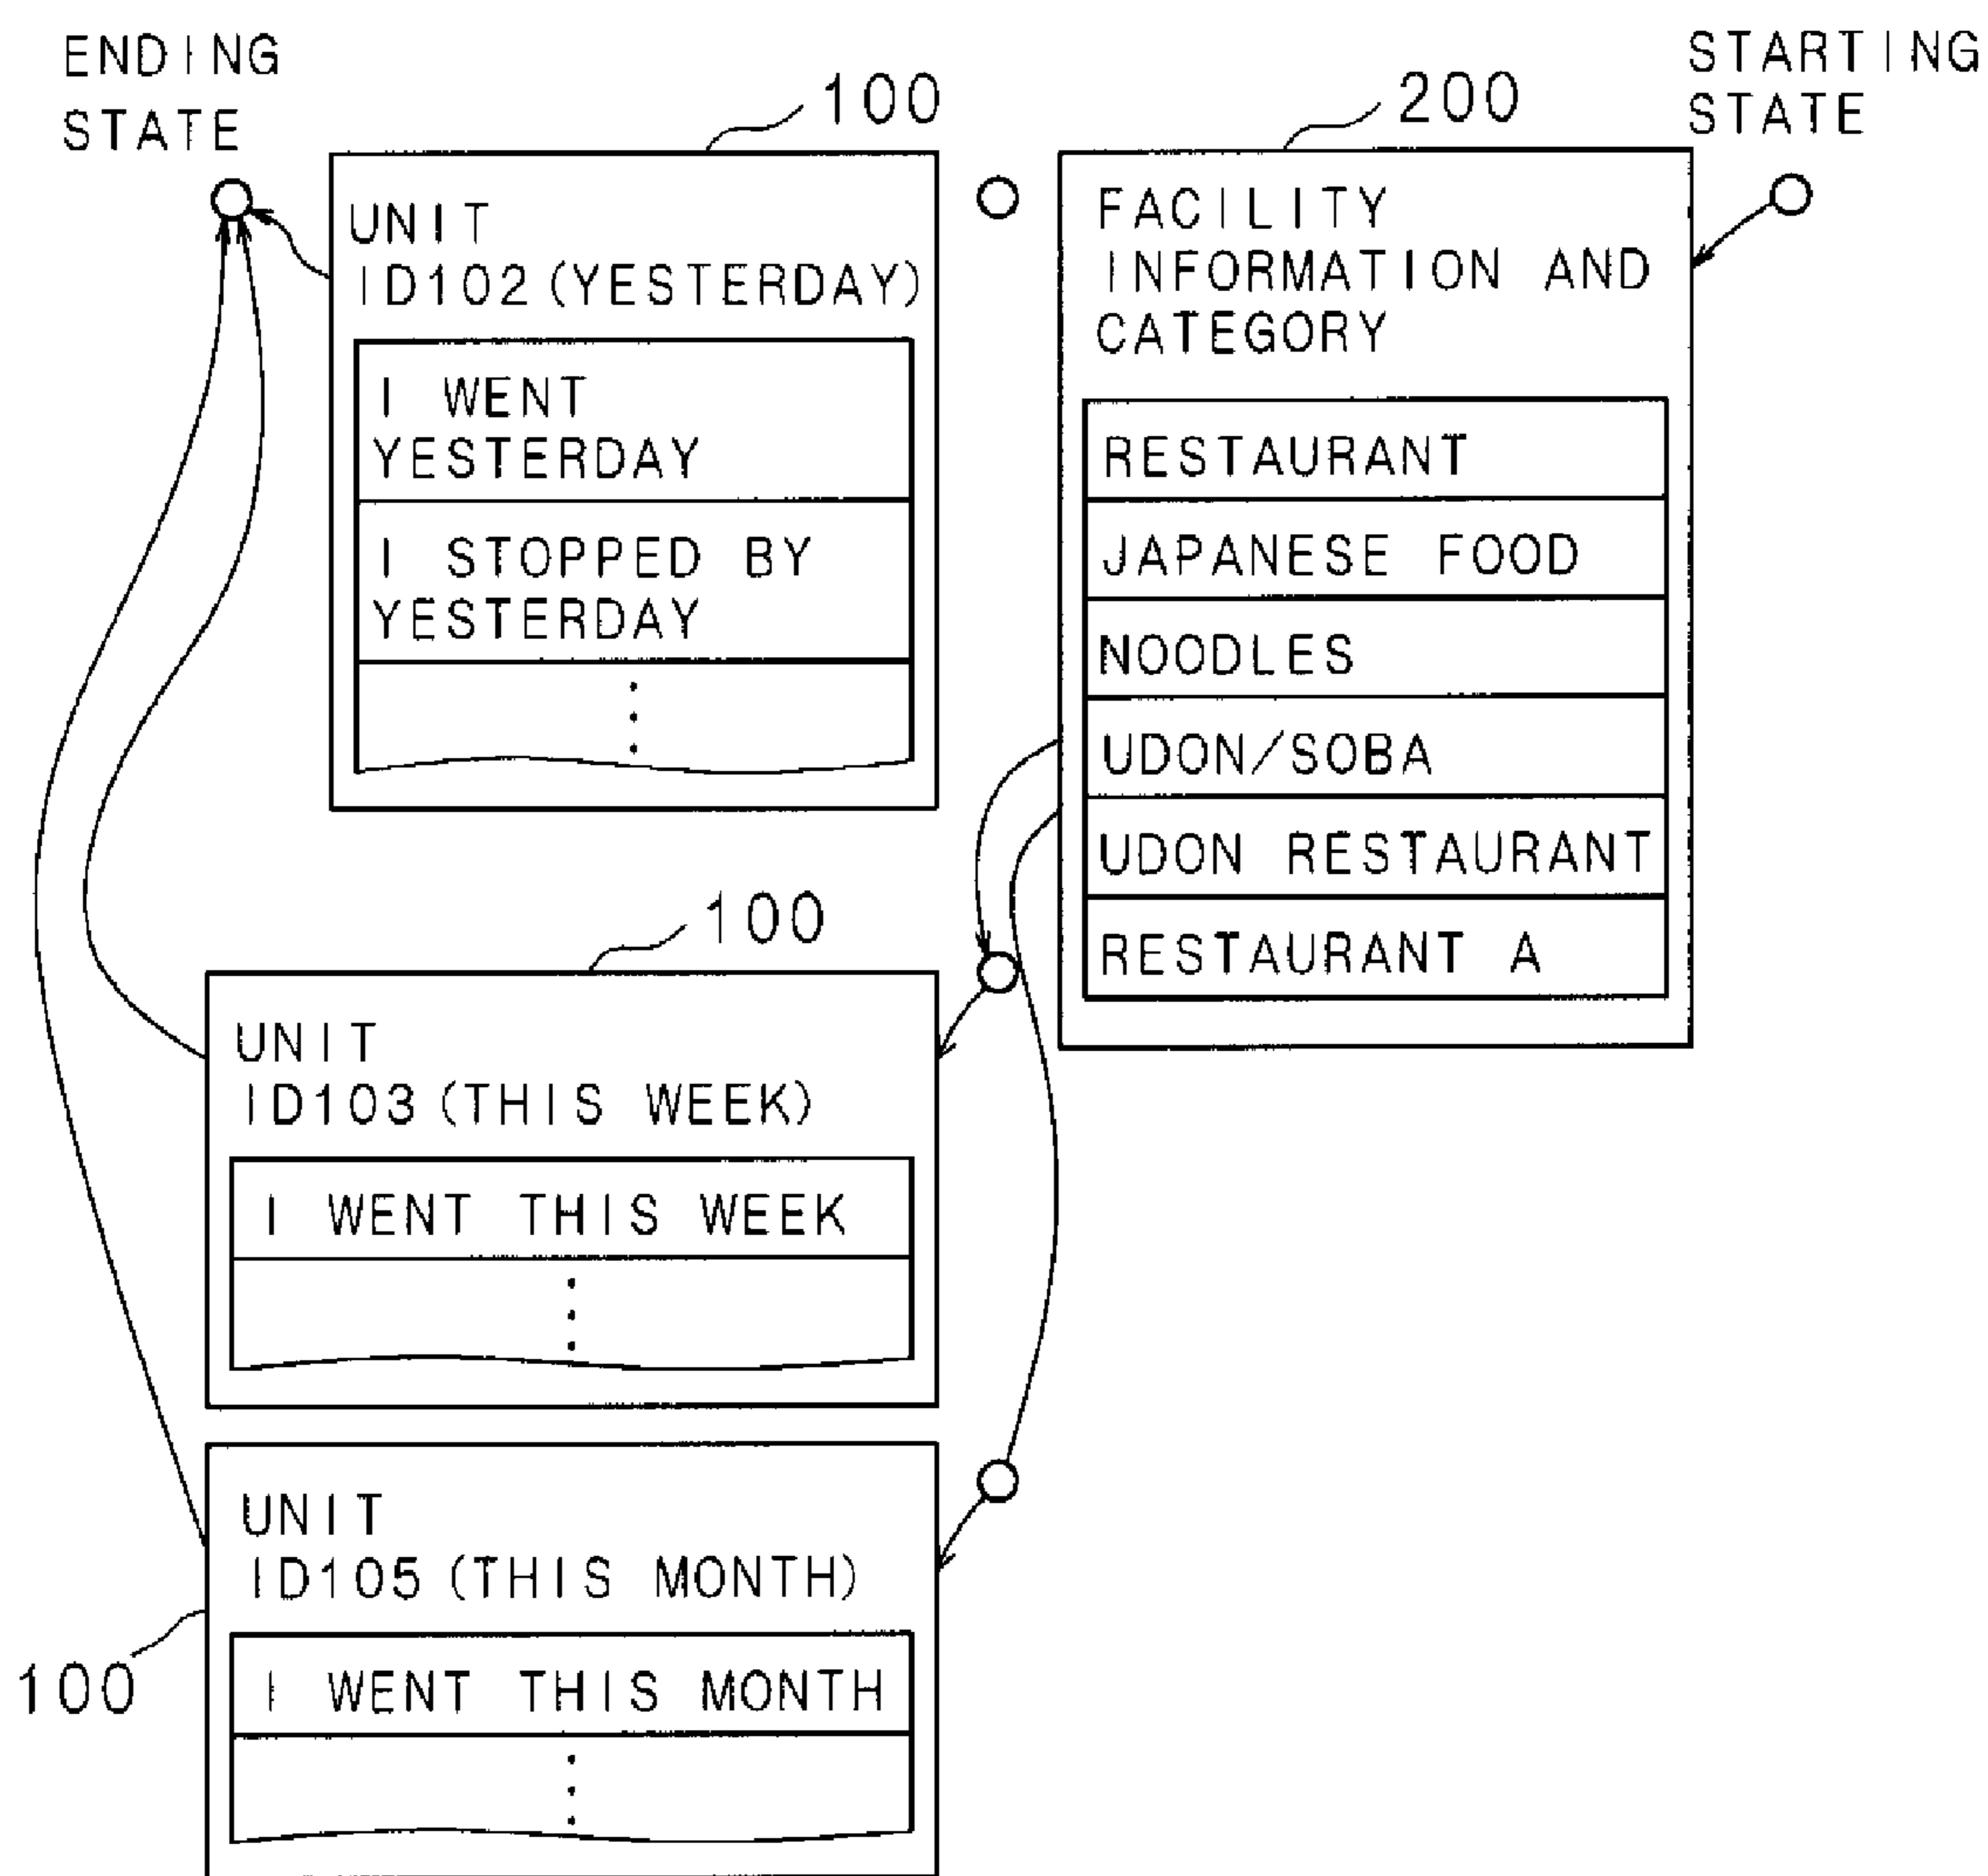 ENDING
STATE
100
200
STARTING
STATE
UNIT
ID102 (YESTERDAY)
I WENT
YESTERDAY
I STOPPED BY
YESTERDAY
FACILITY
INFORMATION AND
CATEGORY
RESTAURANT
JAPANESE FOOD
NOODLES
UDON/SOBA
UDON RESTAURANT
RESTAURANT A
100
UNIT
ID103 (THIS WEEK)
I WENT THIS WEEK
UNIT
ID105 (THIS MONTH)
100
I WENT THIS MONTH